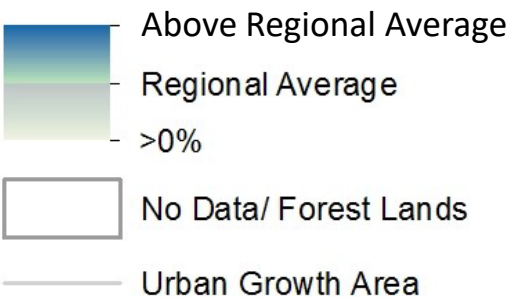 Above Regional Average
Regional Average
>0%
No Data/ Forest Lands
Urban Growth Area